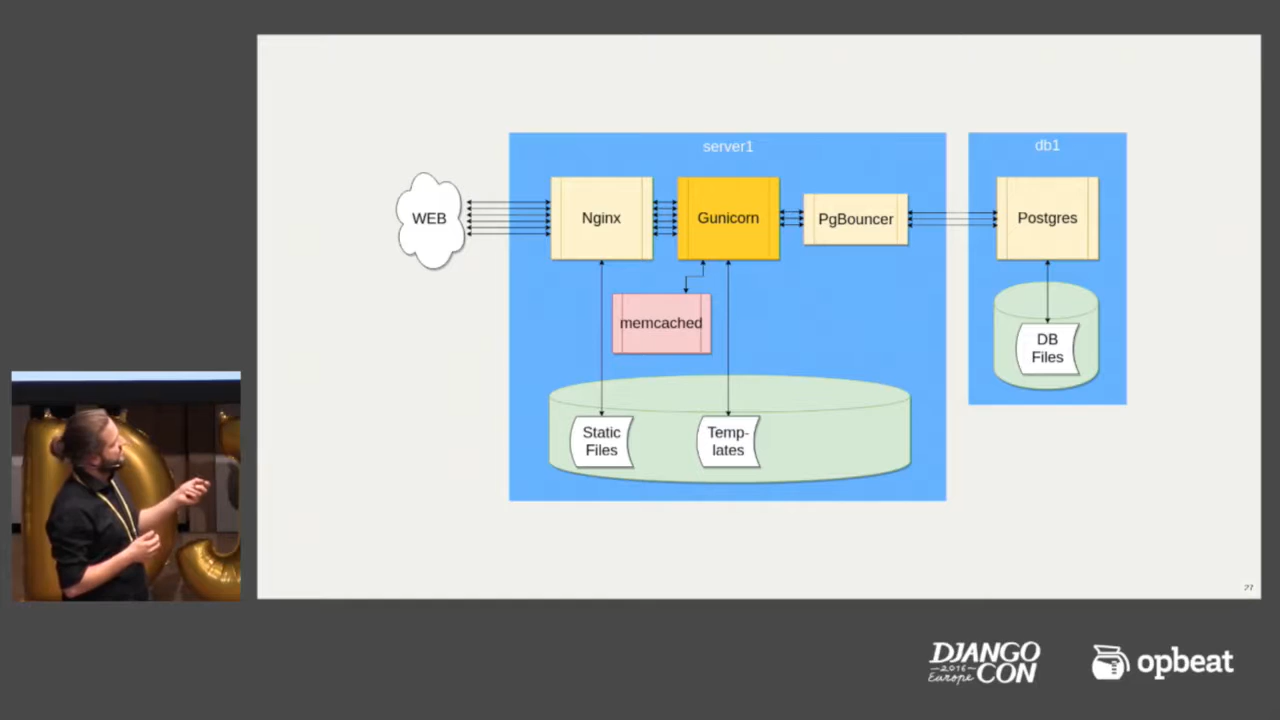 server1
db1
WEB
Nginx
Gunicorn
PgBouncer
Postgres
memcached
DB
Files
Static
Files
Temp-
lates
27
DJANGO
2016
Europe CON
opbeat